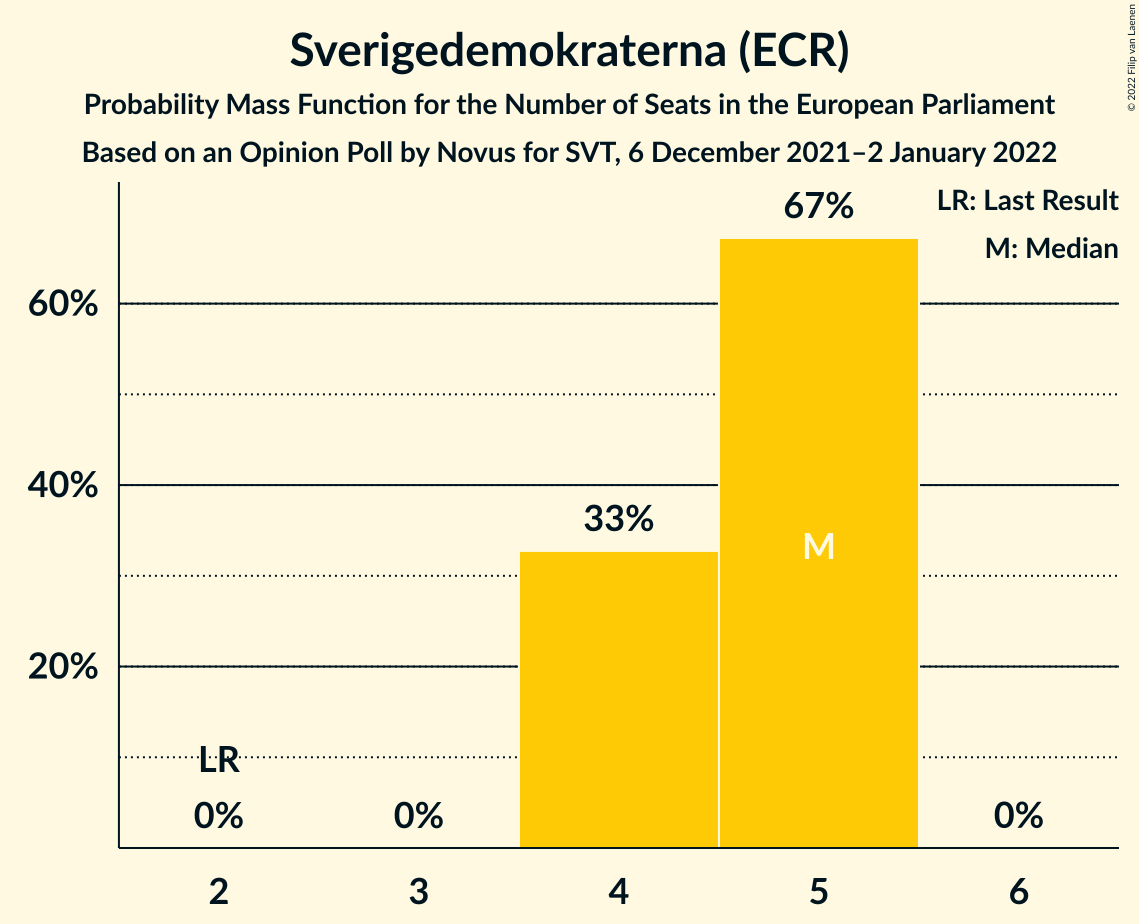 Sverigedemokraterna (ECR)
Probability Mass Function for the Number of Seats in the European Parliament
Based on an Opinion Poll by Novus for SVT, 6 December 2021–2 January 2022
© 2022 Filip van Laenen
LR: Last Result
M: Median
67%
60%
40%
33%
M
20%
LR
0%
0%
0%
2
3
4
5
6